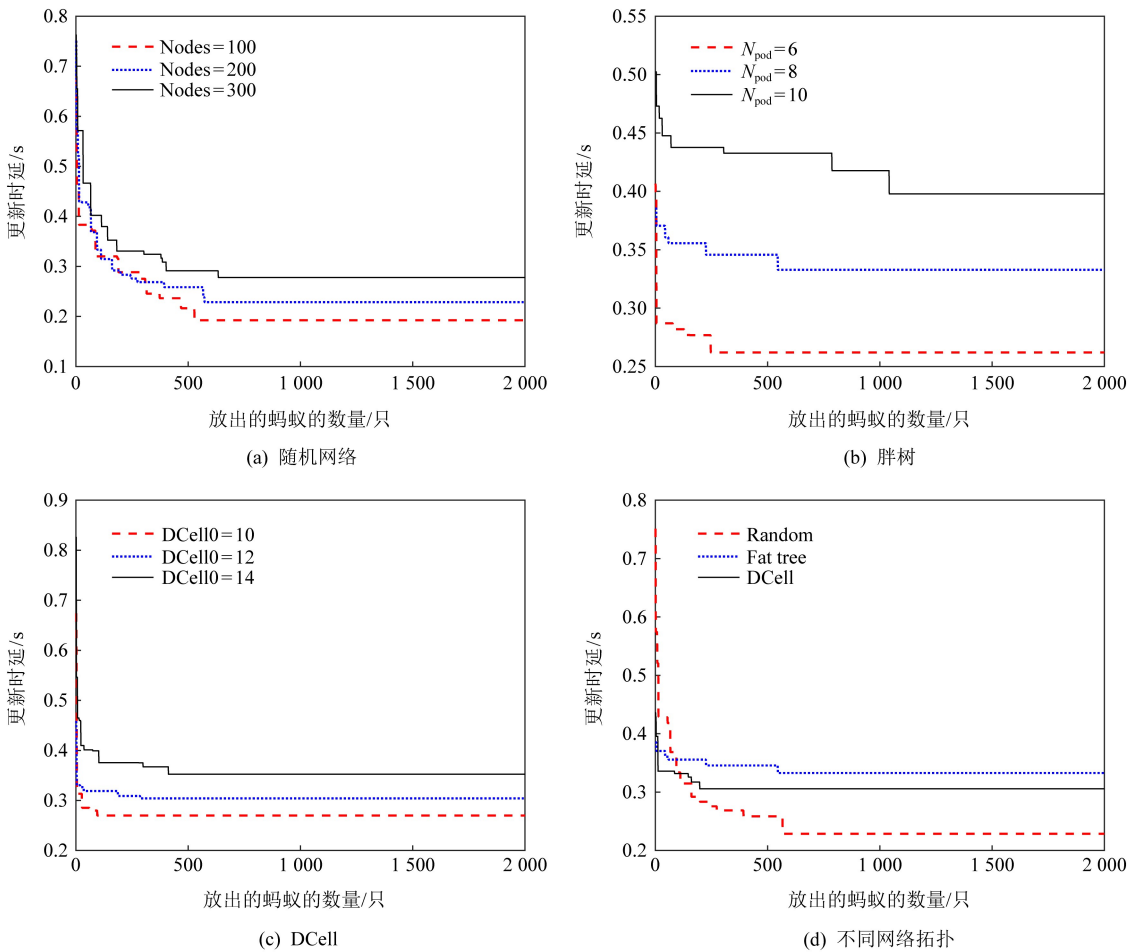 0.8
0.7
0.6
0.5
0.4
0.3
0.2
0.1
更新时延/s
Nodes=100
Nodes=200
Nodes=300
0
500
1 000
1 500
2 000
放出的蚂蚁的数量/只
(a) 随机网络
0.55
0.50
0.45
0.40
0.35
0.30
0.25
更新时延/s
Npod=6
Npod=8
Npod=10
0
500
1 000
1 500
2 000
放出的蚂蚁的数量/只
(b) 胖树
0.9
0.8
0.7
0.6
0.5
0.4
0.3
0.2
更新时延/s
DCell0=10
DCell0=12
DCell0=14
0
500
1 000
1 500
2 000
放出的蚂蚁的数量/只
(c) DCell
0.8
0.7
0.6
0.5
0.4
0.3
0.2
更新时延/s
Random
Fat tree
DCell
0
500
1 000
1 500
2 000
放出的蚂蚁的数量/只
(d) 不同网络拓扑